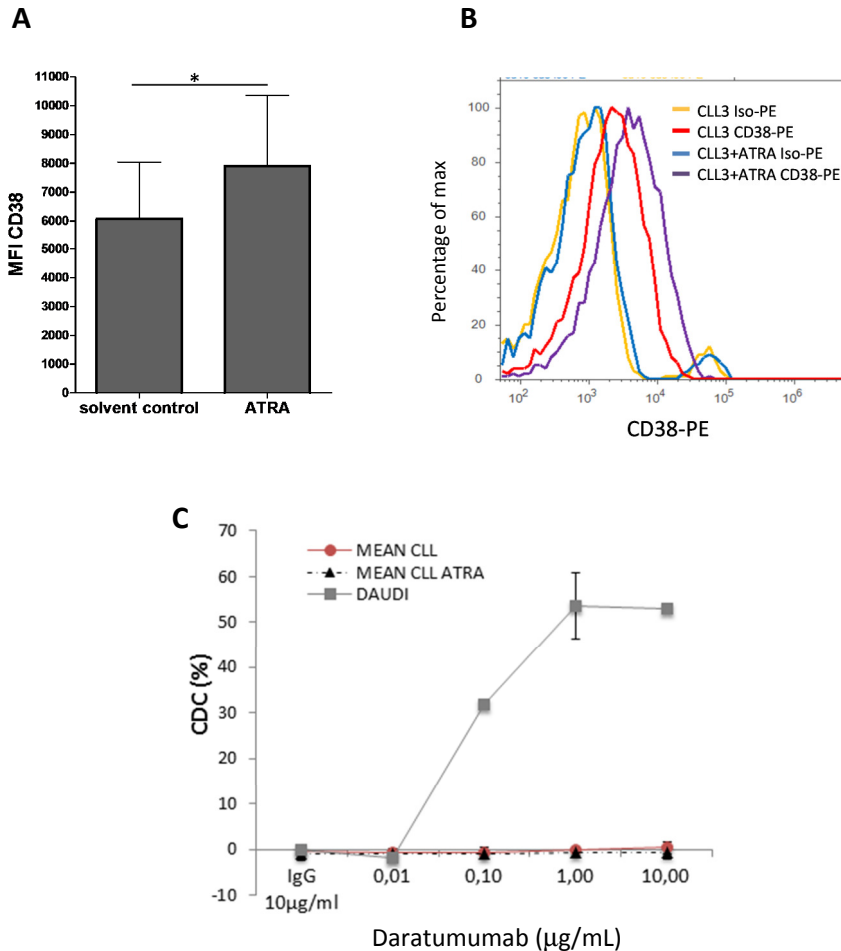 A
*
11000
10000
9000
8000
7000
6000
5000
4000
3000
2000
1000
0
MFI CD38
solvent control
ATRA
B
100
80
60
40
20
0
Percentage of max
CLL3 Iso-PE
CLL3 CD38-PE
CLL3+ATRA Iso-PE
CLL3+ATRA CD38-PE
10² 10³ 10⁴ 10⁵ 10⁶
CD38-PE
C
70
60
50
40
30
20
10
0
-10
CDC (%)
MEAN CLL
MEAN CLL ATRA
DAUDI
IgG 0,01 0,10 1,00 10,00
10µg/ml
Daratumumab (µg/mL)